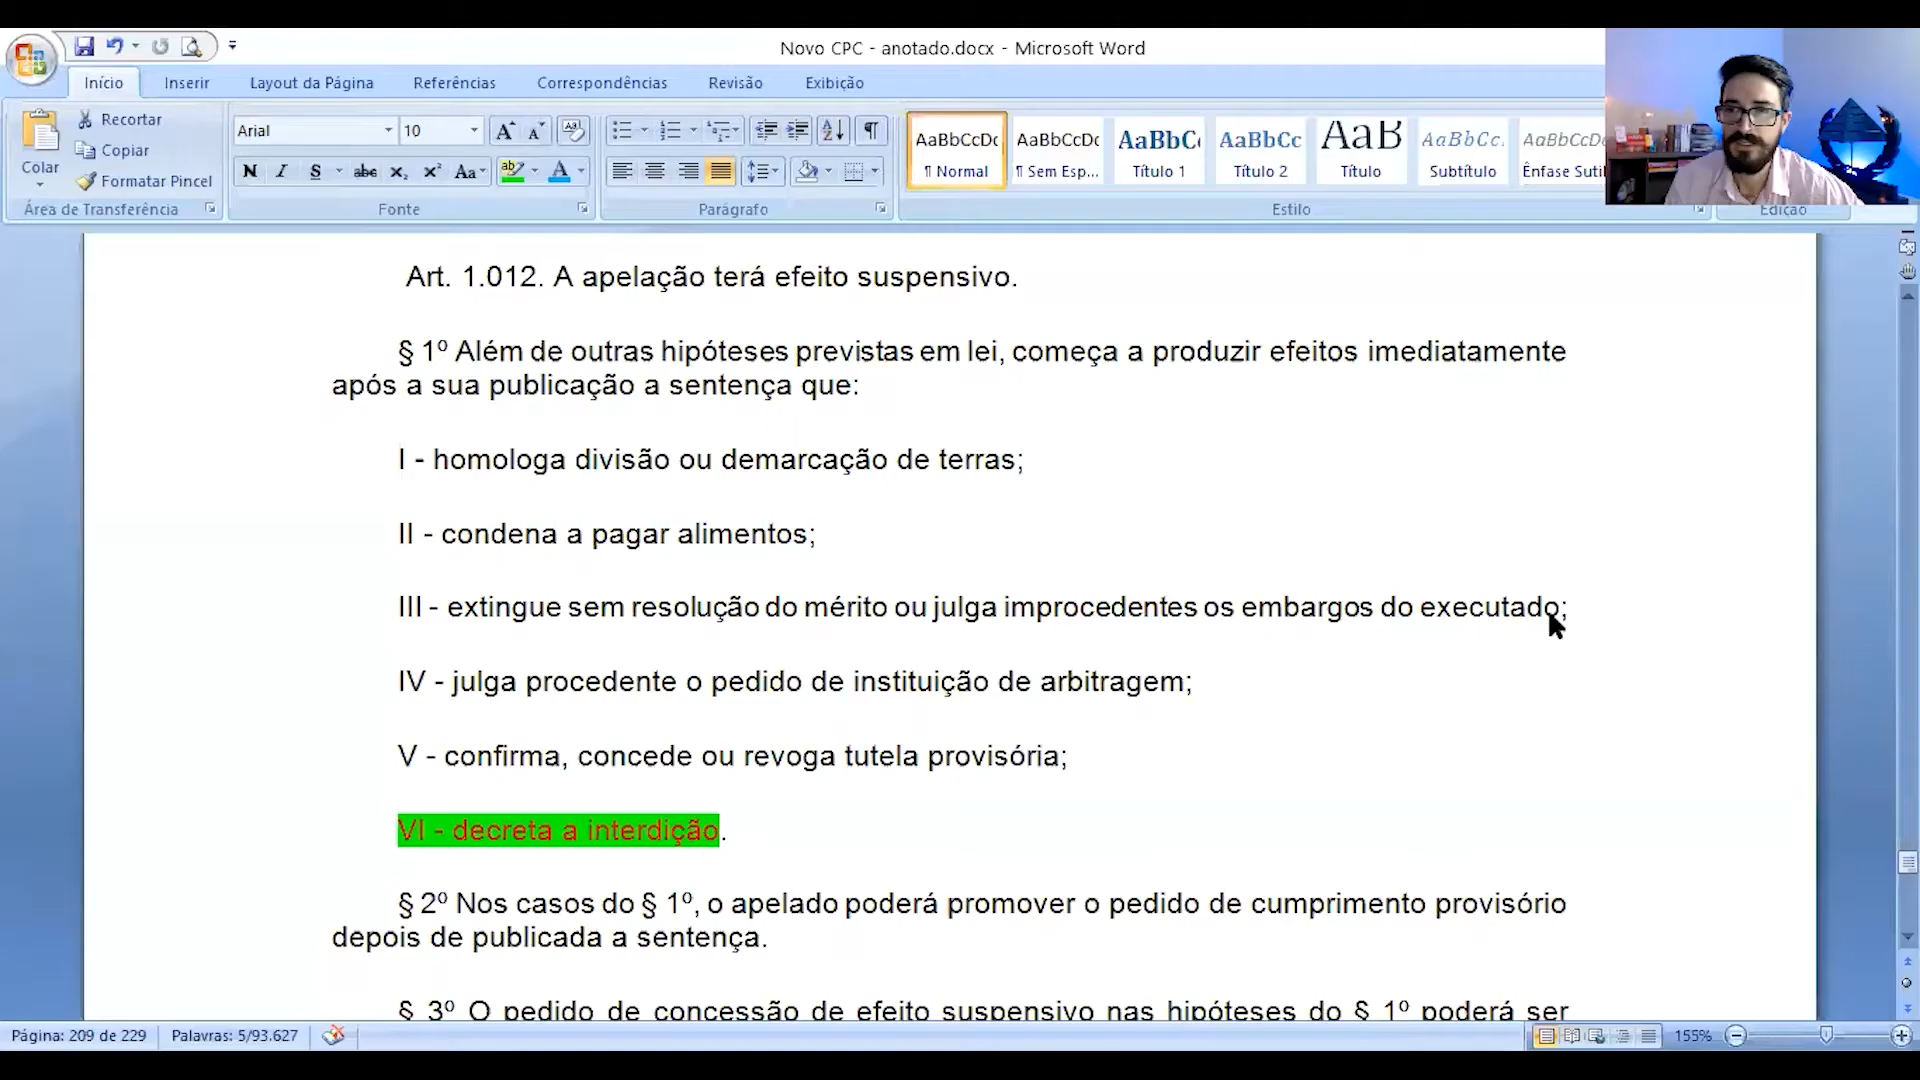 Novo CPC - anotado.docx - Microsoft Word
Início Inserir Layout da Página Referências Correspondências Revisão Exibição
Colar
Recortar
Copiar
Formatar Pincel
Área de Transferência
Arial 10
N I S abc x₂ x² Aa ab A
Fonte
Parágrafo
AaBbCcDc AaBbCcDc AaBbC AaBbCc AaB AaBbCc. AaBbCcDc
¶ Normal ¶ Sem Esp... Título 1 Título 2 Título Subtítulo Ênfase Sutil
Estilo
Edição
Art. 1.012. A apelação terá efeito suspensivo.
§ 1º Além de outras hipóteses previstas em lei, começa a produzir efeitos imediatamente
após a sua publicação a sentença que:
I - homologa divisão ou demarcação de terras;
II - condena a pagar alimentos;
III - extingue sem resolução do mérito ou julga improcedentes os embargos do executado;
IV - julga procedente o pedido de instituição de arbitragem;
V - confirma, concede ou revoga tutela provisória;
VI - decreta a interdição.
§ 2º Nos casos do § 1º, o apelado poderá promover o pedido de cumprimento provisório
depois de publicada a sentença.
§ 3º O pedido de concessão de efeito suspensivo nas hipóteses do § 1º poderá ser
Página: 209 de 229 Palavras: 5/93.627 155%